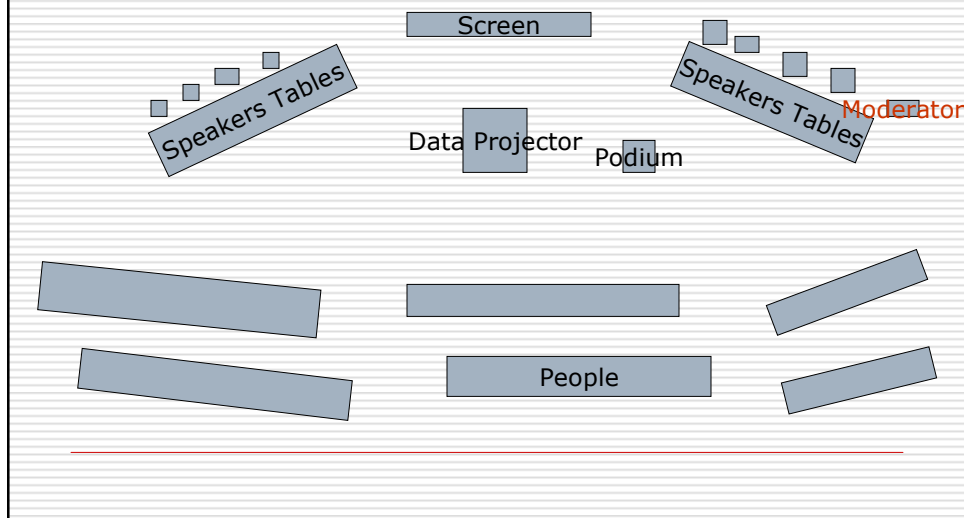 Screen
Speakers Tables
Speakers Tables
Moderator
Data Projector
Podium
People